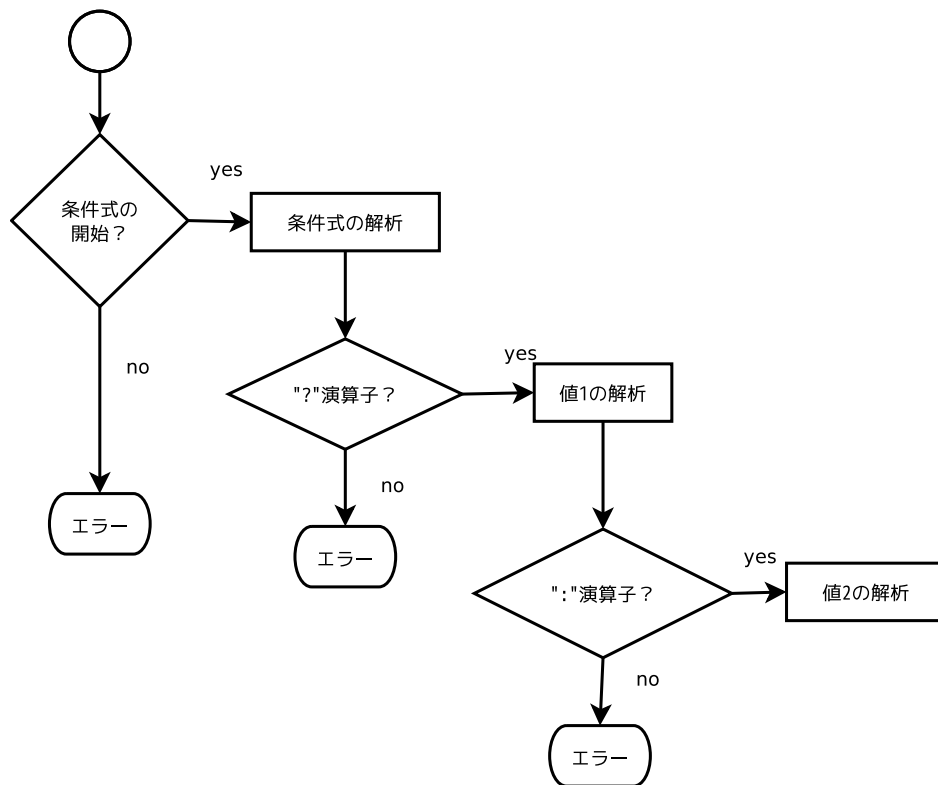 条件式の
開始？
yes
条件式の解析
no
エラー
"?"演算子？
yes
値1の解析
no
エラー
":"演算子？
yes
値2の解析
no
エラー